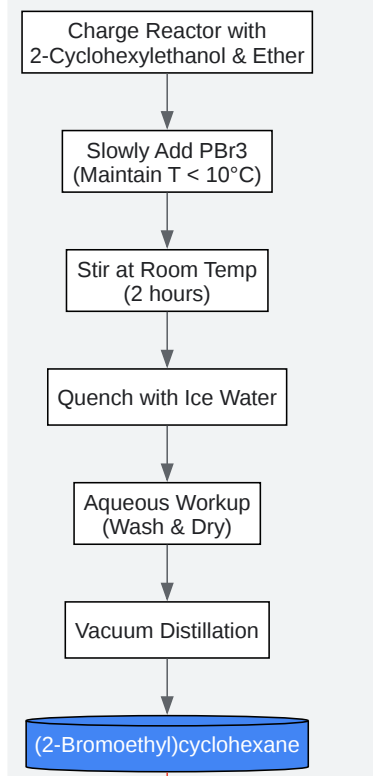 Charge Reactor with
2-Cyclohexylethanol & Ether
Slowly Add PBr3
(Maintain T < 10°C)
Stir at Room Temp
(2 hours)
Quench with Ice Water
Aqueous Workup
(Wash & Dry)
Vacuum Distillation
(2-Bromoethyl)cyclohexane